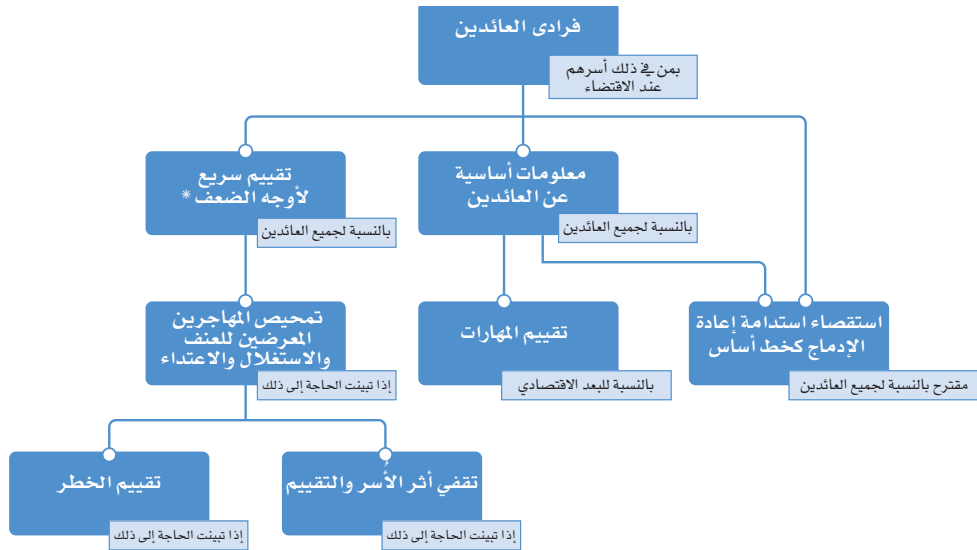 فرادى العائدين
بمن في ذلك أسرهم
عند الاقتضاء
تقييم سريع
لأوجه الضعف *
بالنسبة لجميع العائدين
معلومات أساسية
عن العائدين
بالنسبة لجميع العائدين
تمحيص المهاجرين
المعرضين للعنف
والاستغلال والاعتداء
إذا تبينت الحاجة إلى ذلك
تقييم المهارات
بالنسبة للبعد الاقتصادي
استقصاء استدامة إعادة
الإدماج كخط أساس
مقترح بالنسبة لجميع العائدين
تقييم الخطر
إذا تبينت الحاجة إلى ذلك
تقفي أثر الأُسر والتقييم
إذا تبينت الحاجة إلى ذلك